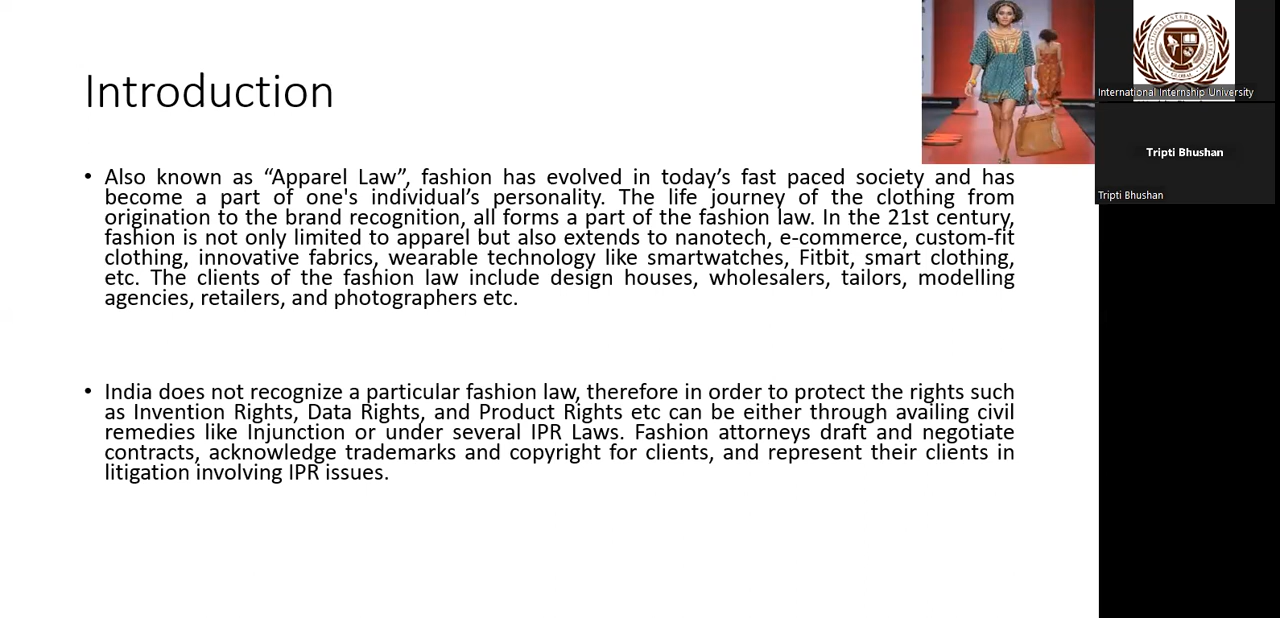 Introduction
• Also known as “Apparel Law”, fashion has evolved in today’s fast paced society and has
become a part of one's individual’s personality. The life journey of the clothing from
origination to the brand recognition, all forms a part of the fashion law. In the 21st century,
fashion is not only limited to apparel but also extends to nanotech, e-commerce, custom-fit
clothing, innovative fabrics, wearable technology like smartwatches, Fitbit, smart clothing,
etc. The clients of the fashion law include design houses, wholesalers, tailors, modelling
agencies, retailers, and photographers etc.
• India does not recognize a particular fashion law, therefore in order to protect the rights such
as Invention Rights, Data Rights, and Product Rights etc can be either through availing civil
remedies like Injunction or under several IPR Laws. Fashion attorneys draft and negotiate
contracts, acknowledge trademarks and copyright for clients, and represent their clients in
litigation involving IPR issues.
International Internship University
Tripti Bhushan
Tripti Bhushan